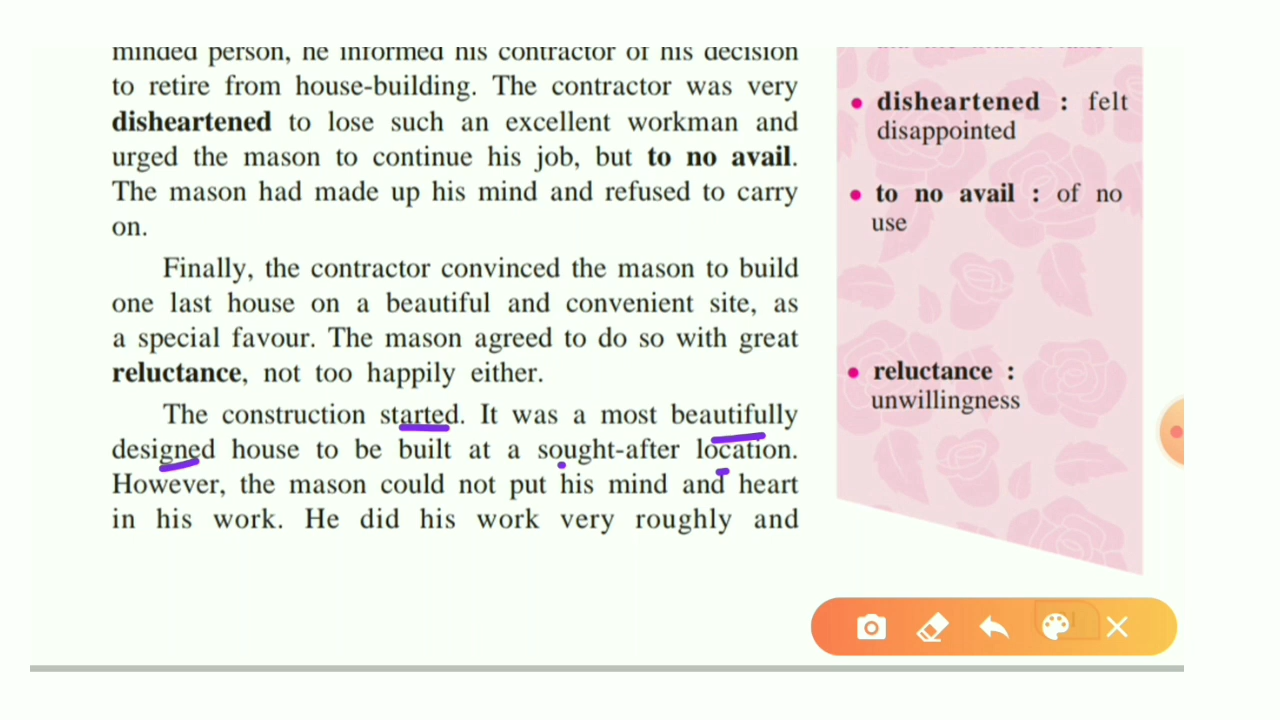 minded person, he informed his contractor of his decision
to retire from house-building. The contractor was very
disheartened to lose such an excellent workman and
urged the mason to continue his job, but to no avail.
The mason had made up his mind and refused to carry
on.
Finally, the contractor convinced the mason to build
one last house on a beautiful and convenient site, as
a special favour. The mason agreed to do so with great
reluctance, not too happily either.
The construction started. It was a most beautifully
designed house to be built at a sought-after location.
However, the mason could not put his mind and heart
in his work. He did his work very roughly and
• disheartened : felt
disappointed
• to no avail : of no
use
• reluctance :
unwillingness